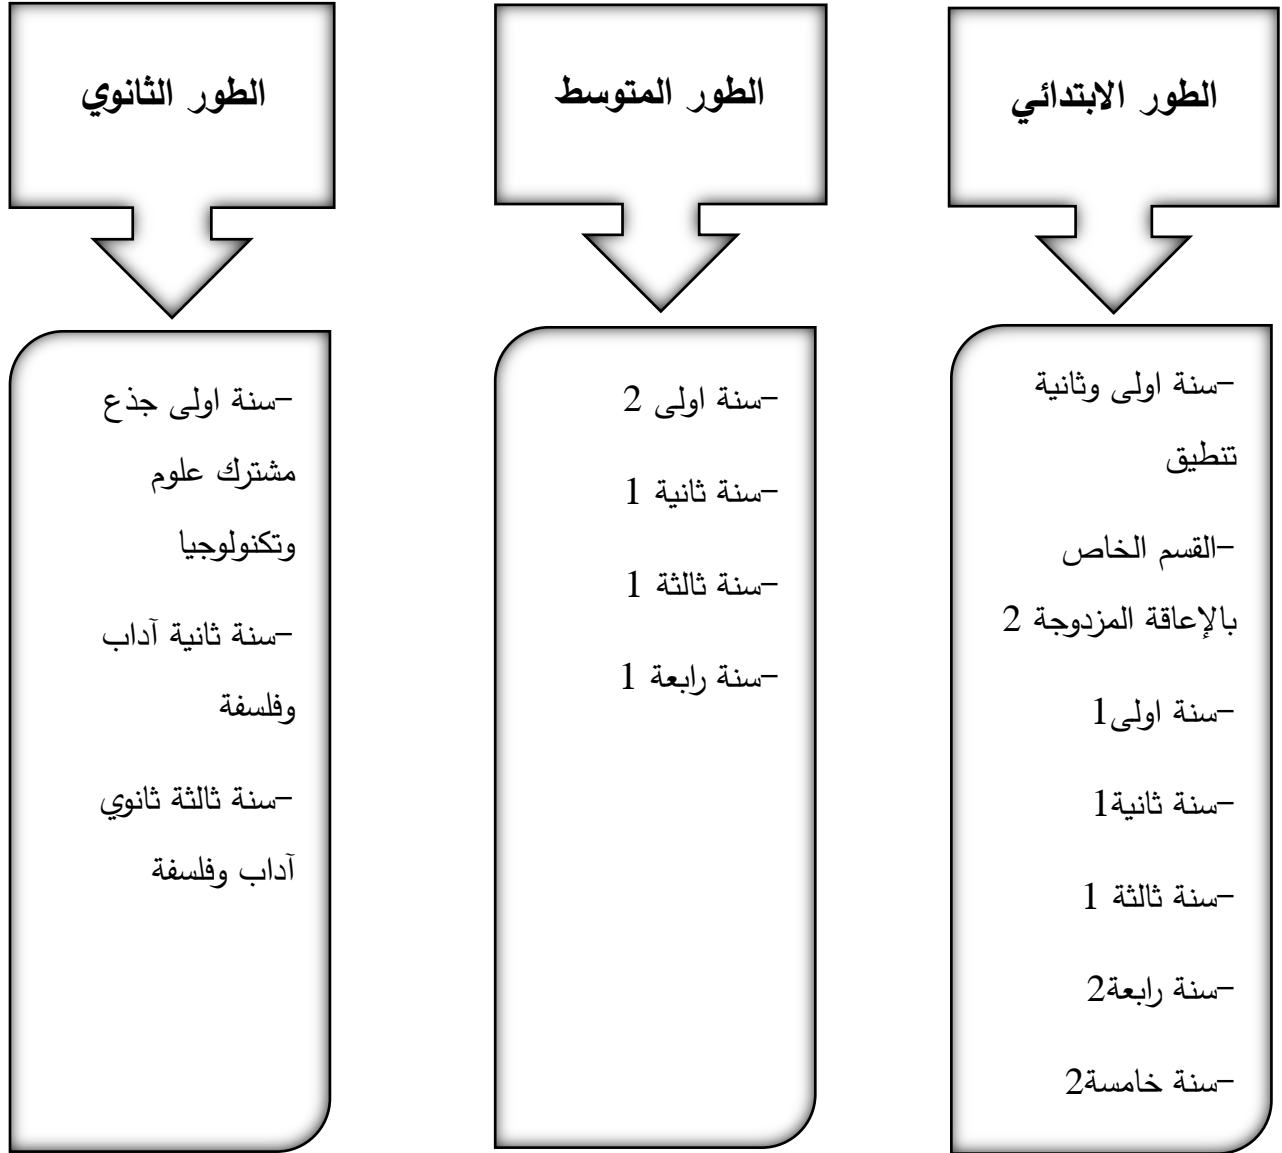 الطور الابتدائي
-سنة اولى وثانية
تنطيق
-القسم الخاص
بالإعاقة المزدوجة 2
-سنة اولى1
-سنة ثانية1
-سنة ثالثة 1
-سنة رابعة2
-سنة خامسة2
الطور المتوسط
-سنة اولى 2
-سنة ثانية 1
-سنة ثالثة 1
-سنة رابعة 1
الطور الثانوي
-سنة اولى جذع
مشترك علوم
وتكنولوجيا
-سنة ثانية آداب
وفلسفة
-سنة ثالثة ثانوي
آداب وفلسفة